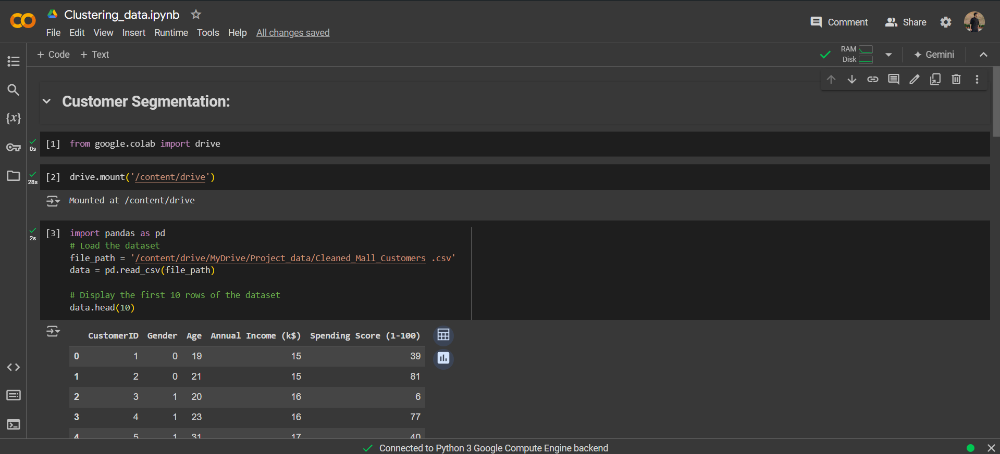 Clustering_data.ipynb
File Edit View Insert Runtime Tools Help All changes saved
Comment Share
+ Code + Text
RAM
Disk
Gemini
{x}
Customer Segmentation:
0s
[1] from google.colab import drive
28s
[2] drive.mount('/content/drive')
Mounted at /content/drive
2s
[3] import pandas as pd
# Load the dataset
file_path = '/content/drive/MyDrive/Project_data/Cleaned_Mall_Customers .csv'
data = pd.read_csv(file_path)
# Display the first 10 rows of the dataset
data.head(10)
CustomerID Gender Age Annual Income (k$) Spending Score (1-100)
0 1 0 19 15 39
1 2 0 21 15 81
2 3 1 20 16 6
3 4 1 23 16 77
4 5 1 31 17 40
Connected to Python 3 Google Compute Engine backend